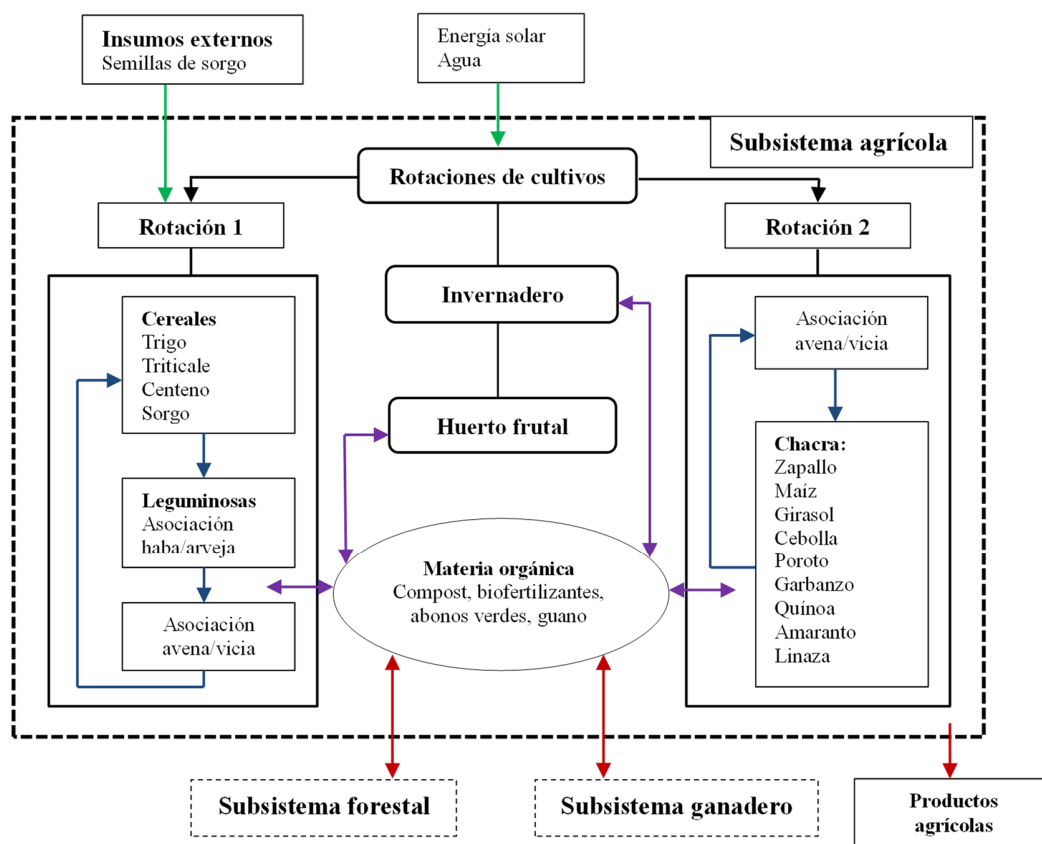 Insumos externos
Semillas de sorgo
Energía solar
Agua
Subsistema agrícola
Rotaciones de cultivos
Rotación 1
Rotación 2
Cereales
Trigo
Triticale
Centeno
Sorgo
Leguminosas
Asociación
haba/arveja
Asociación
avena/vicia
Invernadero
Huerto frutal
Materia orgánica
Compost, biofertilizantes,
abonos verdes, guano
Asociación
avena/vicia
Chacra:
Zapallo
Maíz
Girasol
Cebolla
Poroto
Garbanzo
Quínoa
Amaranto
Linaza
Subsistema forestal
Subsistema ganadero
Productos
agrícolas